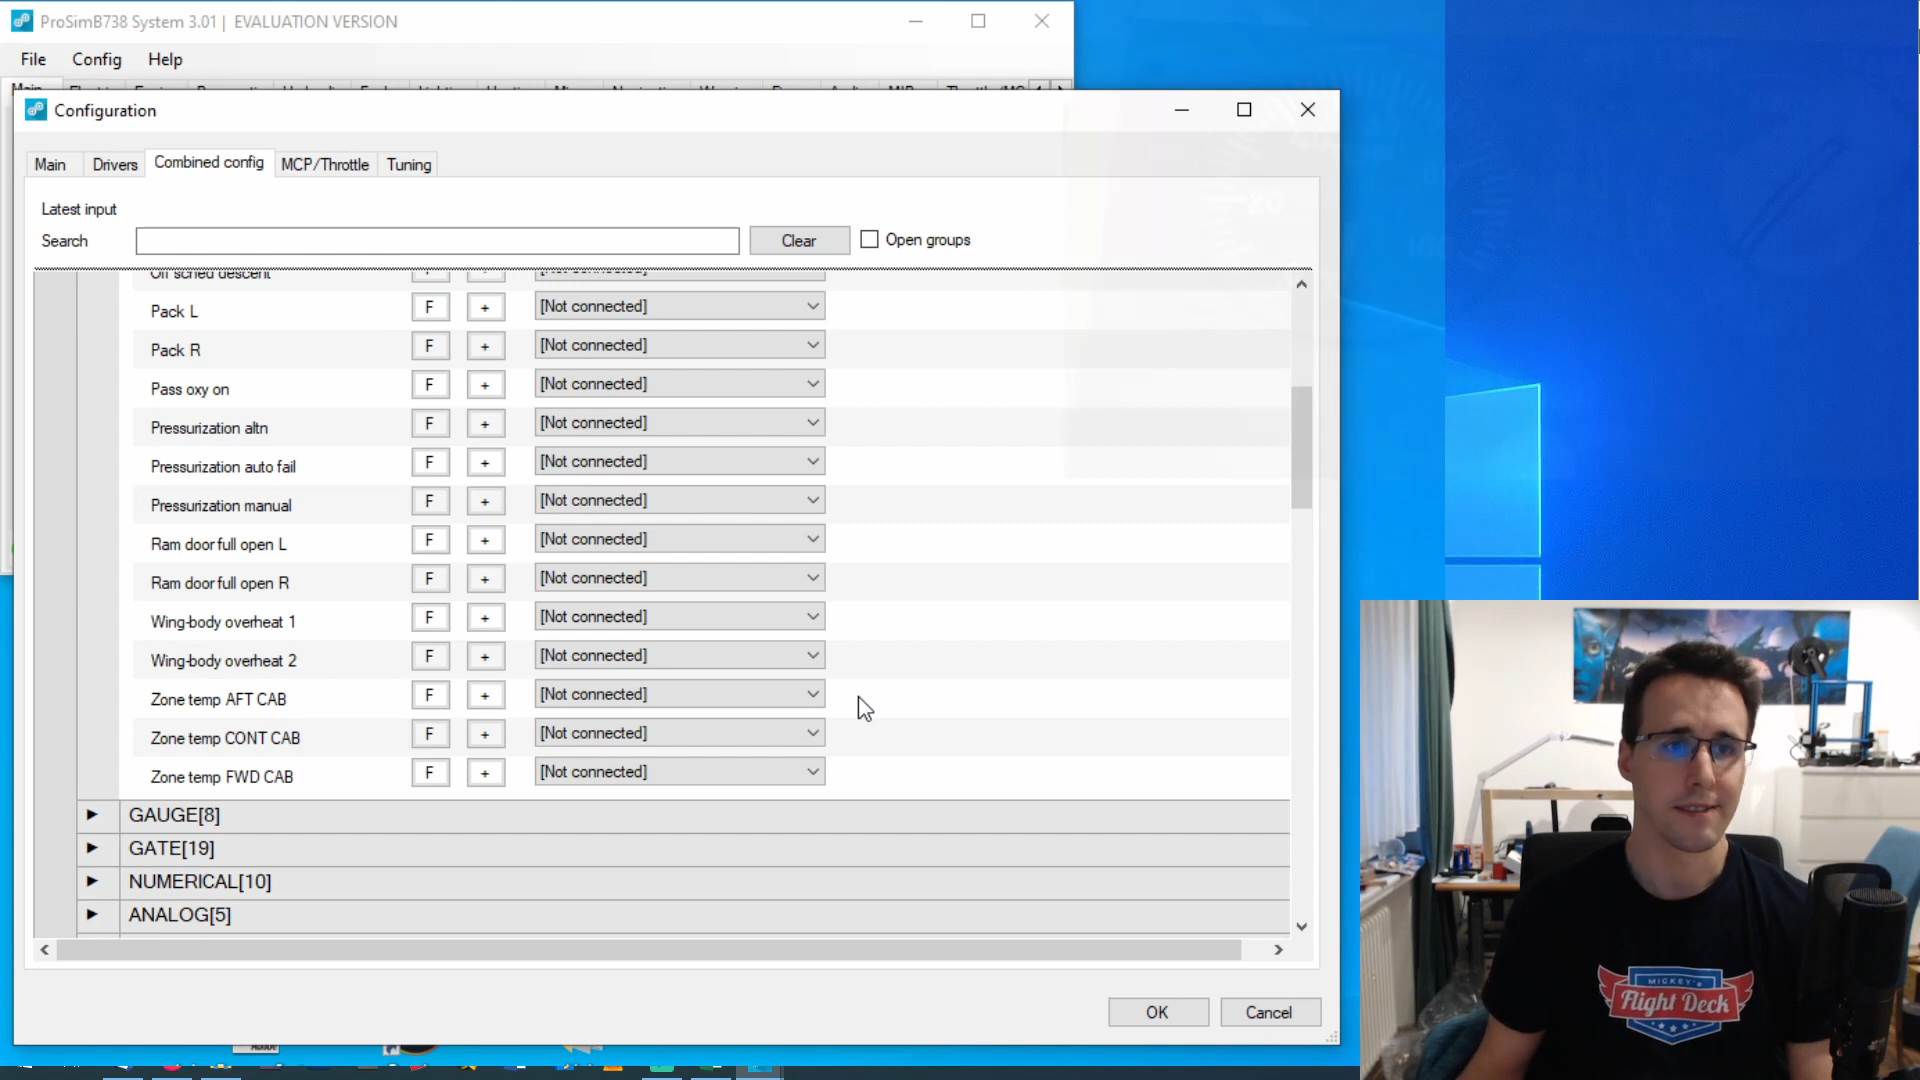 ProSimB738 System 3.01 | EVALUATION VERSION
File Config Help
Main
Configuration
Main Drivers Combined config MCP/Throttle Tuning
Latest input
Search Clear Open groups
Off sched descent
Pack L F + [Not connected]
Pack R F + [Not connected]
Pass oxy on F + [Not connected]
Pressurization altn F + [Not connected]
Pressurization auto fail F + [Not connected]
Pressurization manual F + [Not connected]
Ram door full open L F + [Not connected]
Ram door full open R F + [Not connected]
Wing-body overheat 1 F + [Not connected]
Wing-body overheat 2 F + [Not connected]
Zone temp AFT CAB F + [Not connected]
Zone temp CONT CAB F + [Not connected]
Zone temp FWD CAB F + [Not connected]
GAUGE[8]
GATE[19]
NUMERICAL[10]
ANALOG[5]
OK Cancel
MICKEY's
Flight Deck